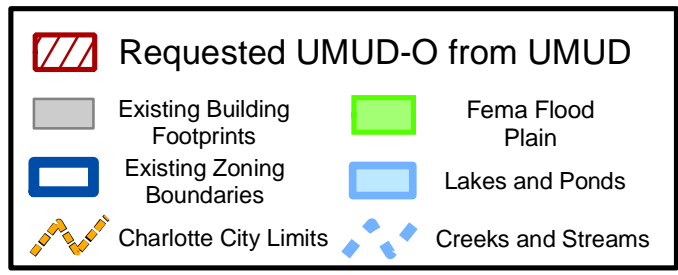 Requested UMUD-O from UMUD
Existing Building
Footprints
Fema Flood
Plain
Existing Zoning
Boundaries
Lakes and Ponds
Charlotte City Limits
Creeks and Streams